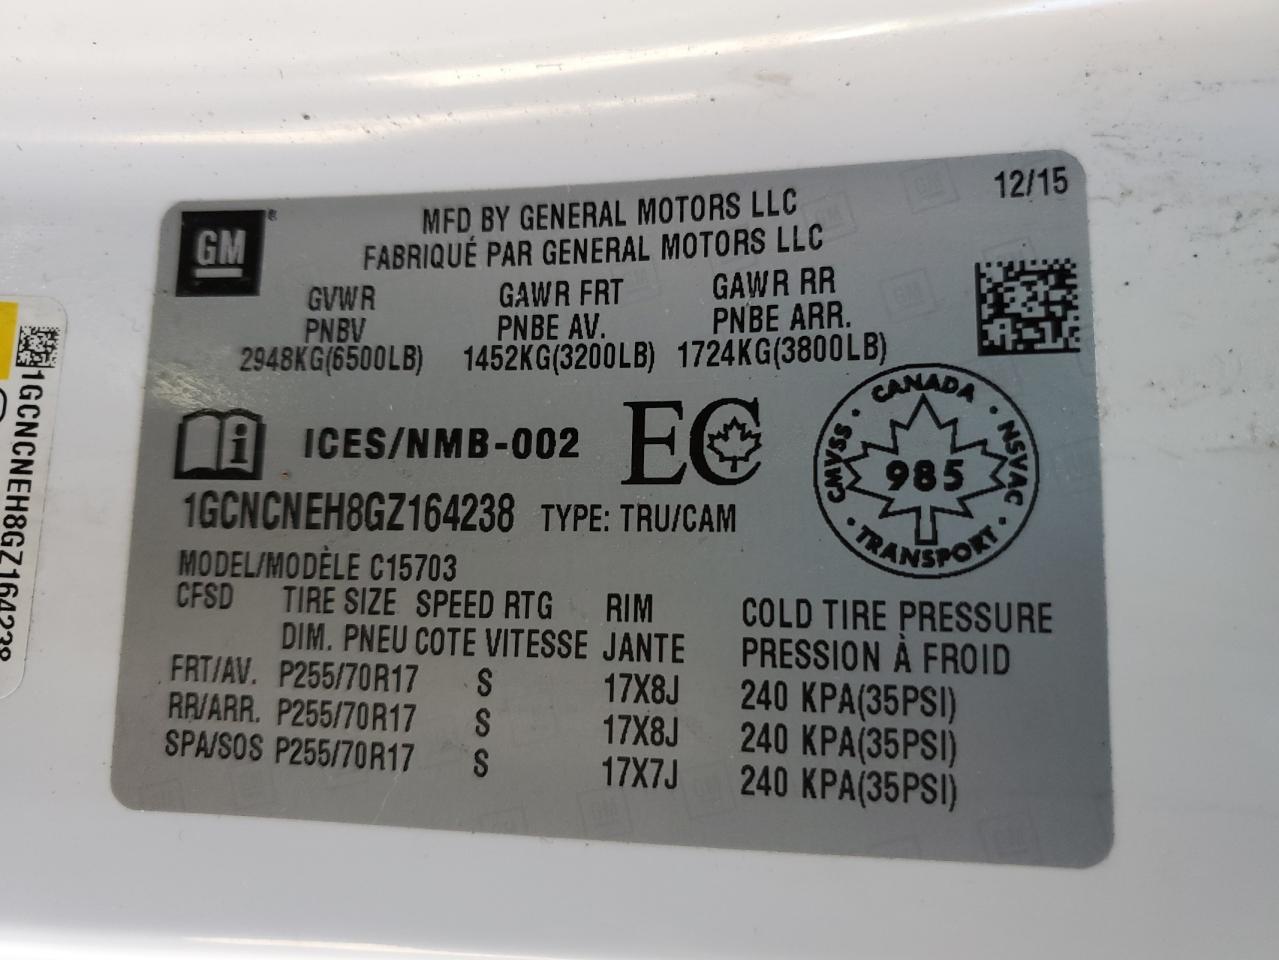 GM
12/15
MFD BY GENERAL MOTORS LLC
FABRIQUÉ PAR GENERAL MOTORS LLC
GVWR GAWR FRT GAWR RR
PNBV PNBE AV. PNBE ARR.
2948KG(6500LB) 1452KG(3200LB) 1724KG(3800LB)
ICES/NMB-002 EC
CANADA
CMVSS 985 NSVAC
TRANSPORT
1GCNCNEH8GZ164238 TYPE: TRU/CAM
MODEL/MODÈLE C15703
CFSD TIRE SIZE SPEED RTG RIM COLD TIRE PRESSURE
DIM. PNEU COTE VITESSE JANTE PRESSION À FROID
FRT/AV. P255/70R17 S 17X8J 240 KPA(35PSI)
RR/ARR. P255/70R17 S 17X8J 240 KPA(35PSI)
SPA/SOS P255/70R17 S 17X7J 240 KPA(35PSI)
1GCNCNEH8GZ164238